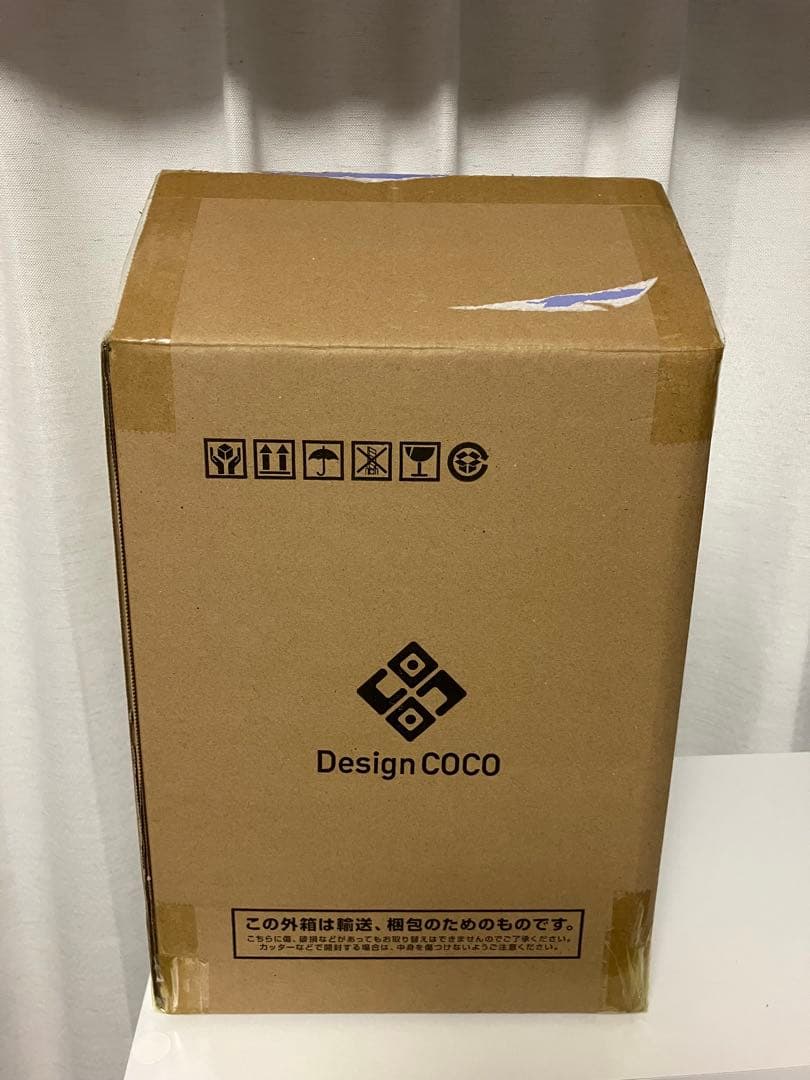 Design COCO
この外箱は輸送、梱包のためのものです。
こちらに傷、破損などがあってもお取り替えはできませんのでご了承ください。
カッターなどで開封する場合は、中身を傷つけないようご注意ください。